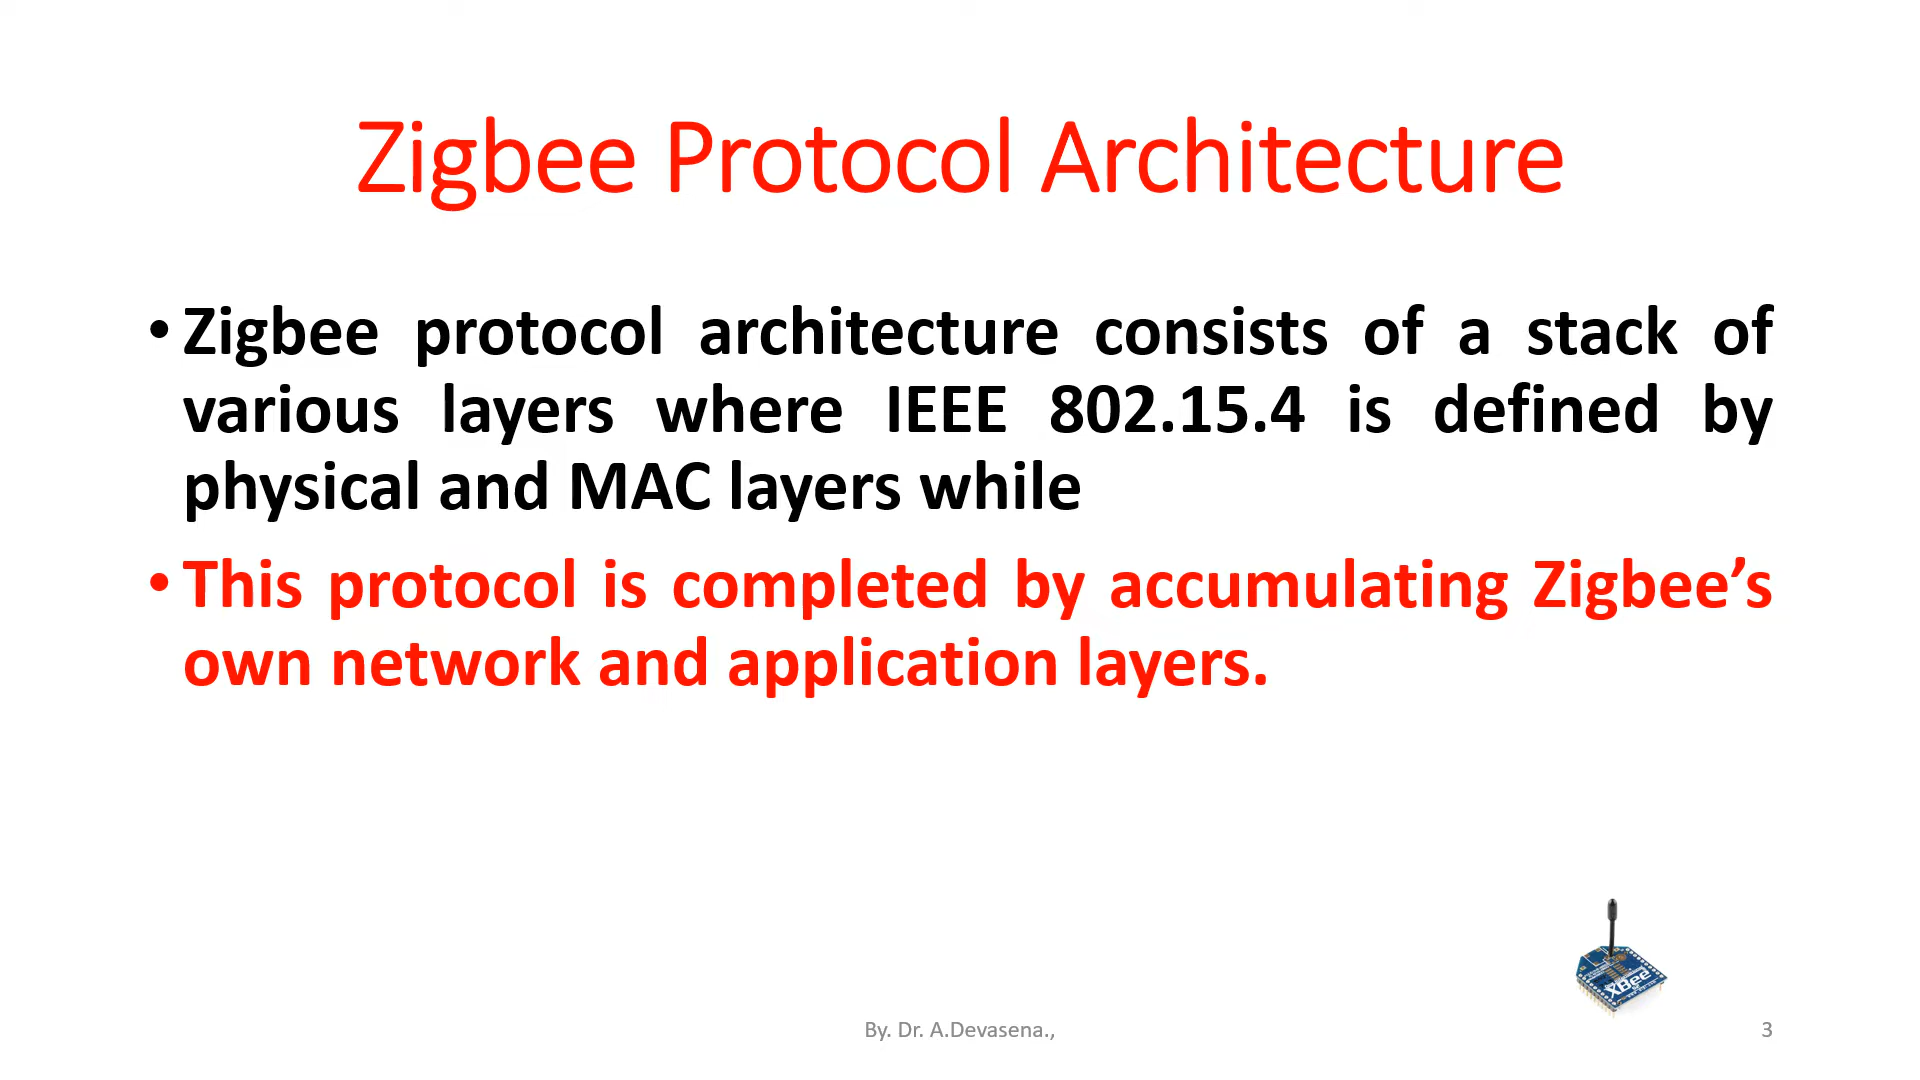 Zigbee Protocol Architecture
• Zigbee protocol architecture consists of a stack of
various layers where IEEE 802.15.4 is defined by
physical and MAC layers while
• This protocol is completed by accumulating Zigbee’s
own network and application layers.
XBee
By. Dr. A.Devasena.,
3